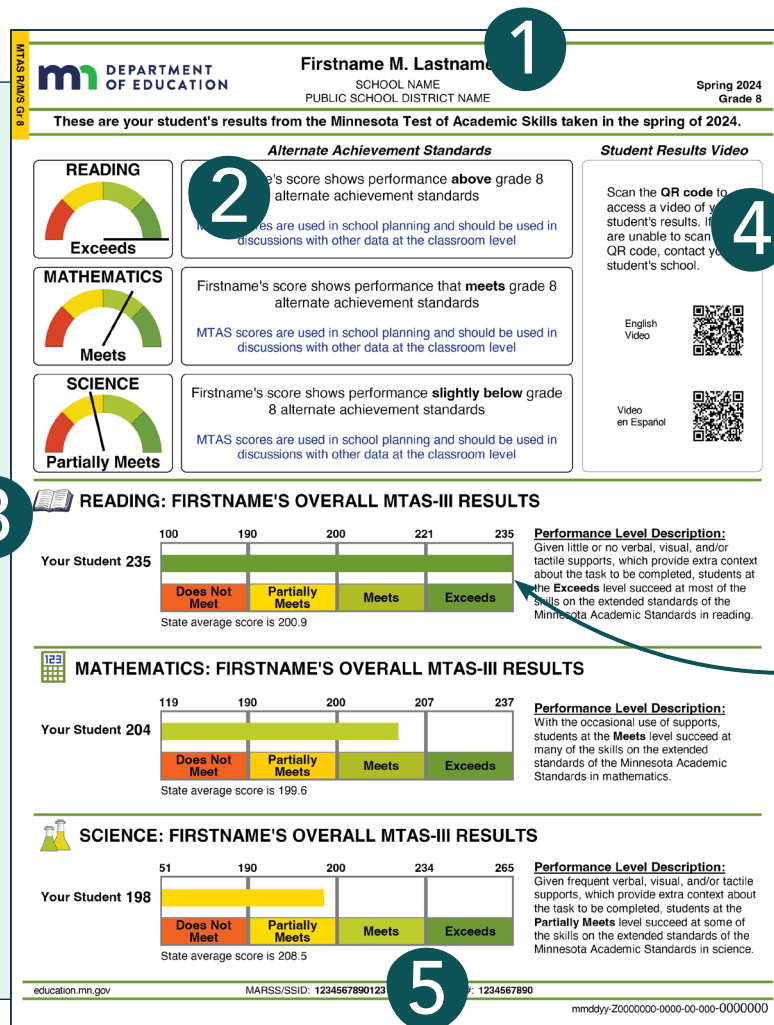 1
MTAS R/M/S Gr 8
mn DEPARTMENT
OF EDUCATION
Firstname M. Lastname
SCHOOL NAME
PUBLIC SCHOOL DISTRICT NAME
Spring 2024
Grade 8
These are your student's results from the Minnesota Test of Academic Skills taken in the spring of 2024.
Alternate Achievement Standards
Student Results Video
READING
Exceeds
2
's score shows performance above grade 8
alternate achievement standards
are used in school planning and should be used in
discussions with other data at the classroom level
MATHEMATICS
Meets
Firstname's score shows performance that meets grade 8
alternate achievement standards
MTAS scores are used in school planning and should be used in
discussions with other data at the classroom level
SCIENCE
Partially Meets
Firstname's score shows performance slightly below grade
8 alternate achievement standards
MTAS scores are used in school planning and should be used in
discussions with other data at the classroom level
4
Scan the QR code to
access a video of
student's results. If
are unable to scan
QR code, contact
student's school.
English
Video
Video
en Español
3
READING: FIRSTNAME'S OVERALL MTAS-III RESULTS
100 190 200 221 235
Your Student 235
Does Not Meet Partially Meets Meets Exceeds
State average score is 200.9
Performance Level Description:
Given little or no verbal, visual, and/or
tactile supports, which provide extra context
about the task to be completed, students at
the Exceeds level succeed at most of the
skills on the extended standards of the
Minnesota Academic Standards in reading.
123
MATHEMATICS: FIRSTNAME'S OVERALL MTAS-III RESULTS
119 190 200 207 237
Your Student 204
Does Not Meet Partially Meets Meets Exceeds
State average score is 199.6
Performance Level Description:
With the occasional use of supports,
students at the Meets level succeed at
many of the skills on the extended
standards of the Minnesota Academic
Standards in mathematics.
SCIENCE: FIRSTNAME'S OVERALL MTAS-III RESULTS
51 190 200 234 265
Your Student 198
Does Not Meet Partially Meets Meets Exceeds
State average score is 208.5
Performance Level Description:
Given frequent verbal, visual, and/or tactile
supports, which provide extra context about
the task to be completed, students at the
Partially Meets level succeed at some of
the skills on the extended standards of the
Minnesota Academic Standards in science.
5
education.mn.gov MARSS/SSID: 1234567890123 #: 1234567890
mmddyy-Z0000000-0000-00-000-0000000